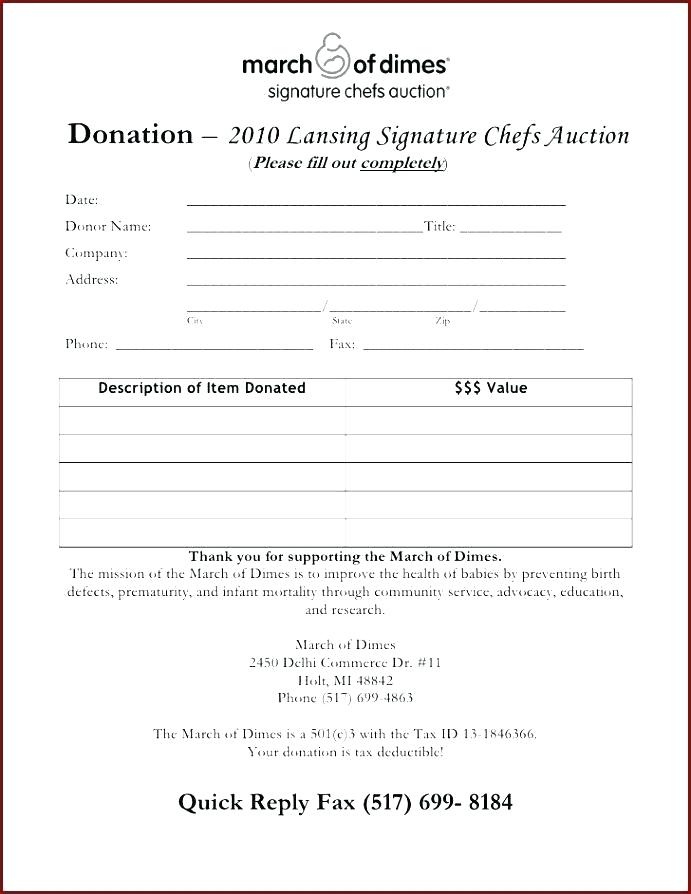 march of dimes®
signature chefs auction®
Donation – 2010 Lansing Signature Chefs Auction
(Please fill out completely)
Date: ______________________________
Donor Name: ____________________ Title: __________
Company: ______________________________
Address: ______________________________
____________/____________/__________
City State Zip
Phone: ____________________ Fax: ____________________
Description of Item Donated $$$ Value
Thank you for supporting the March of Dimes.
The mission of the March of Dimes is to improve the health of babies by preventing birth
defects, prematurity, and infant mortality through community service, advocacy, education,
and research.
March of Dimes
2450 Delhi Commerce Dr. #11
Holt, MI 48842
Phone (517) 699-4863
The March of Dimes is a 501(c)3 with the Tax ID 13-1846366.
Your donation is tax deductible!
Quick Reply Fax (517) 699- 8184